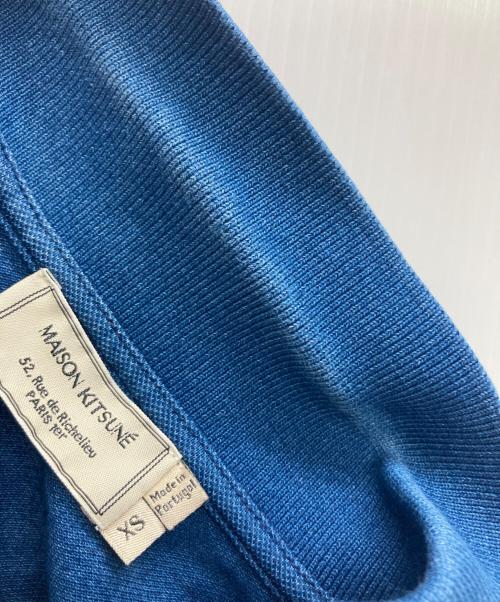 MAISON KITSUNÉ
52, Rue de Richelieu
PARIS 1er
XS
Made in
Portugal